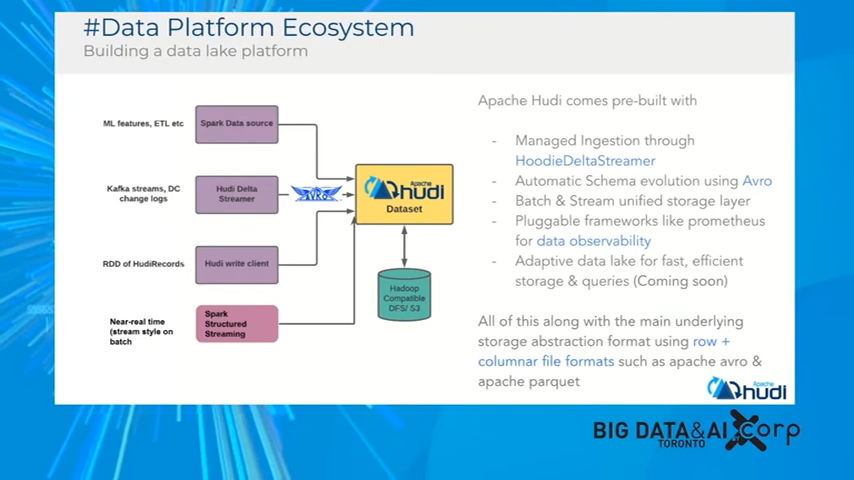 #Data Platform Ecosystem
Building a data lake platform
ML features, ETL etc
Spark Data source
Kafka streams, DC
change logs
Hudi Delta
Streamer
AVRO
Apache
hudi
Dataset
RDD of HudiRecords
Hudi write client
Hadoop
Compatible
DFS/ S3
Near-real time
(stream style on
batch
Spark
Structured
Streaming
Apache Hudi comes pre-built with
- Managed Ingestion through
HoodieDeltaStreamer
- Automatic Schema evolution using Avro
- Batch & Stream unified storage layer
- Pluggable frameworks like prometheus
for data observability
- Adaptive data lake for fast, efficient
storage & queries (Coming soon)
All of this along with the main underlying
storage abstraction format using row +
columnar file formats such as apache avro &
apache parquet
Apache
hudi
BIG DATA&AI
TORONTO
corp